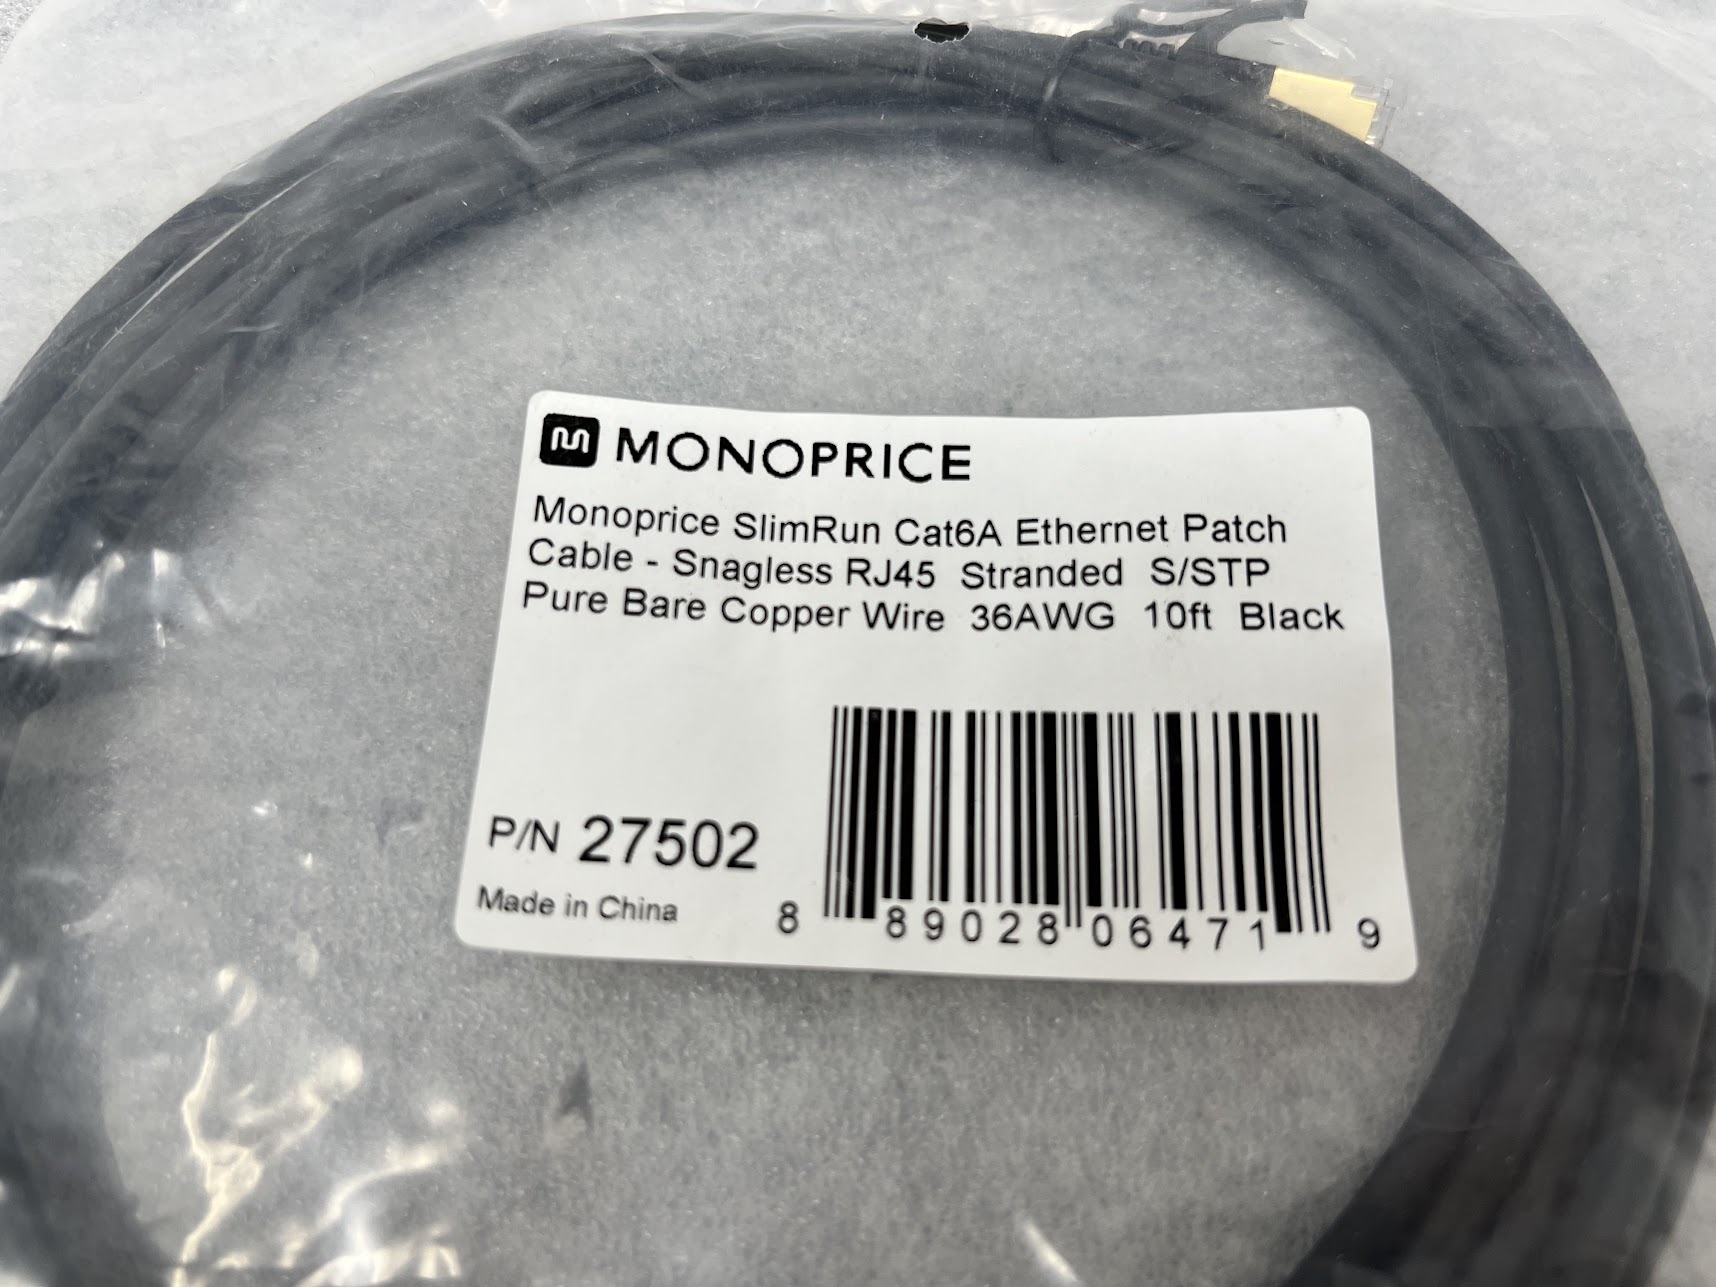 MONOPRICE
Monoprice SlimRun Cat6A Ethernet Patch
Cable - Snagless RJ45 Stranded S/STP
Pure Bare Copper Wire 36AWG 10ft Black
P/N 27502
Made in China
8 89028 06471 9